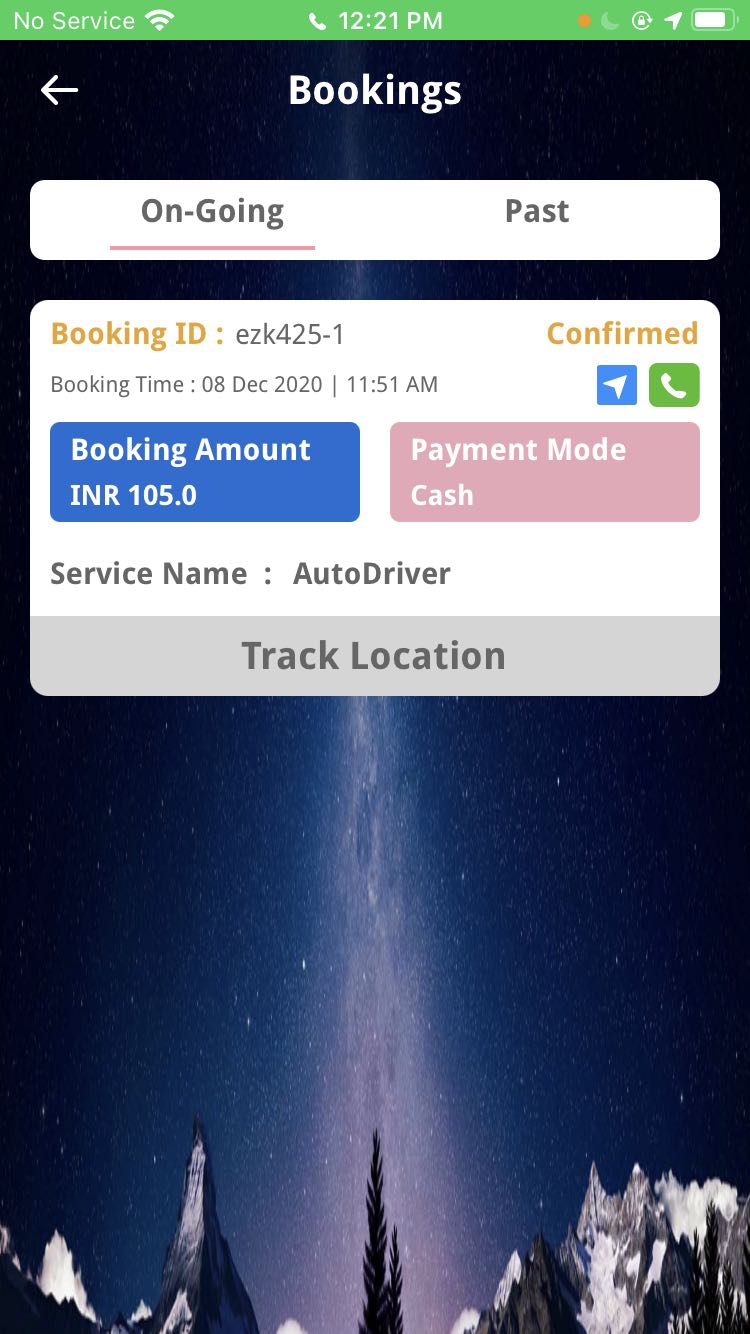 No Service 12:21 PM
Bookings
On-Going Past
Booking ID : ezk425-1 Confirmed
Booking Time : 08 Dec 2020 | 11:51 AM
Booking Amount Payment Mode
INR 105.0 Cash
Service Name : AutoDriver
Track Location